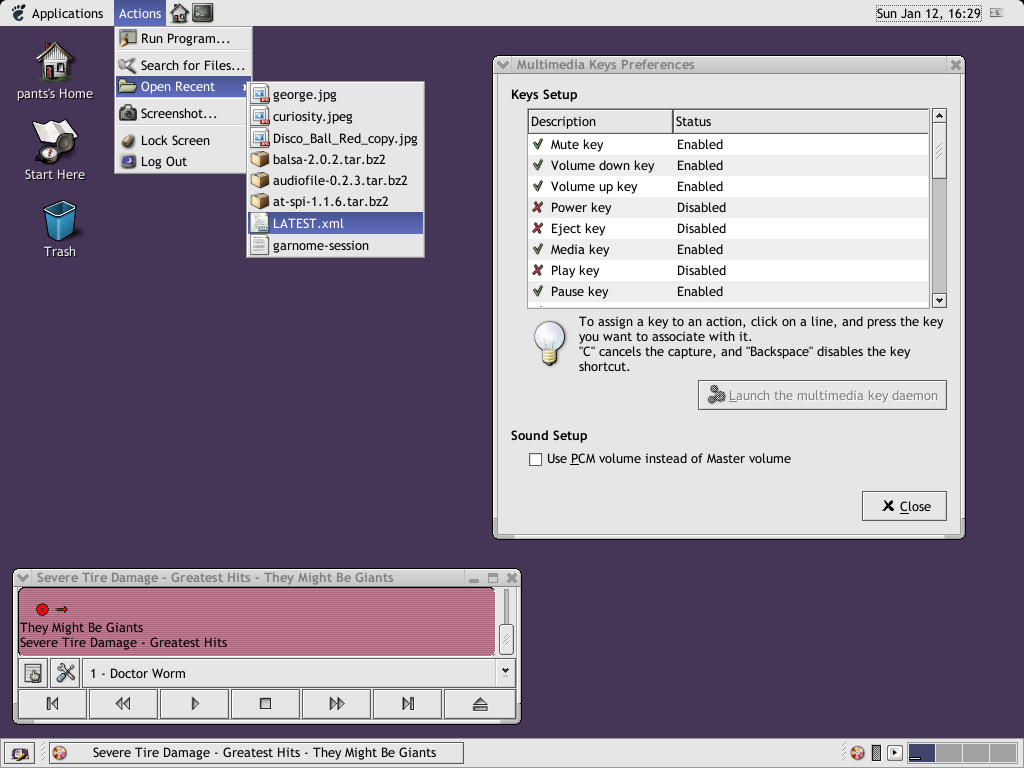 Applications Actions Sun Jan 12, 16:29
pants's Home
Start Here
Trash
Run Program...
Search for Files...
Open Recent
Screenshot...
Lock Screen
Log Out
george.jpg
curiosity.jpeg
Disco_Ball_Red_copy.jpg
balsa-2.0.2.tar.bz2
audiofile-0.2.3.tar.bz2
at-spi-1.1.6.tar.bz2
LATEST.xml
garnome-session
Multimedia Keys Preferences
Keys Setup
Description Status
Mute key Enabled
Volume down key Enabled
Volume up key Enabled
Power key Disabled
Eject key Disabled
Media key Enabled
Play key Disabled
Pause key Enabled
To assign a key to an action, click on a line, and press the key
you want to associate with it.
"C" cancels the capture, and "Backspace" disables the key
shortcut.
Launch the multimedia key daemon
Sound Setup
Use PCM volume instead of Master volume
Close
Severe Tire Damage - Greatest Hits - They Might Be Giants
They Might Be Giants
Severe Tire Damage - Greatest Hits
1 - Doctor Worm
Severe Tire Damage - Greatest Hits - They Might Be Giants